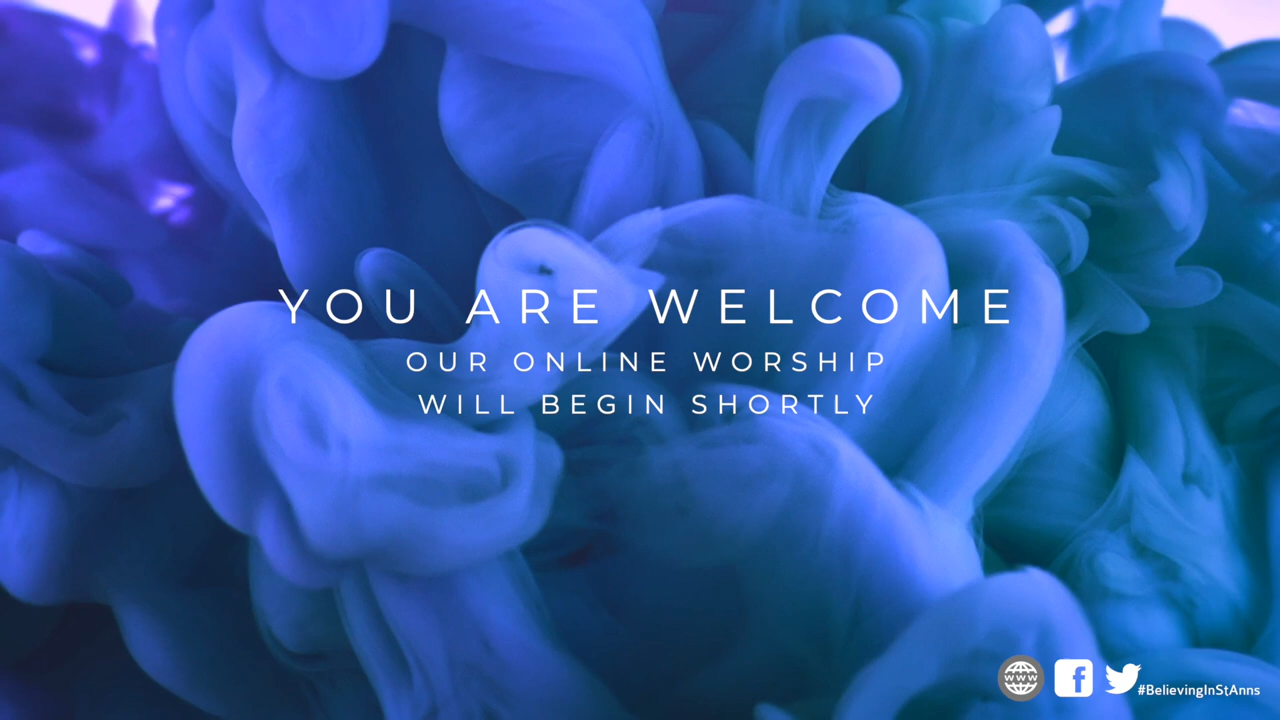 YOU ARE WELCOME
OUR ONLINE WORSHIP
WILL BEGIN SHORTLY
WWW
f
#BelievingInStAnns